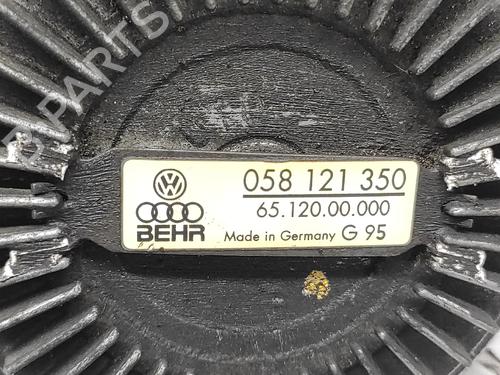 B-PARTS
058 121 350
65.120.00.000
BEHR
Made in Germany G 95